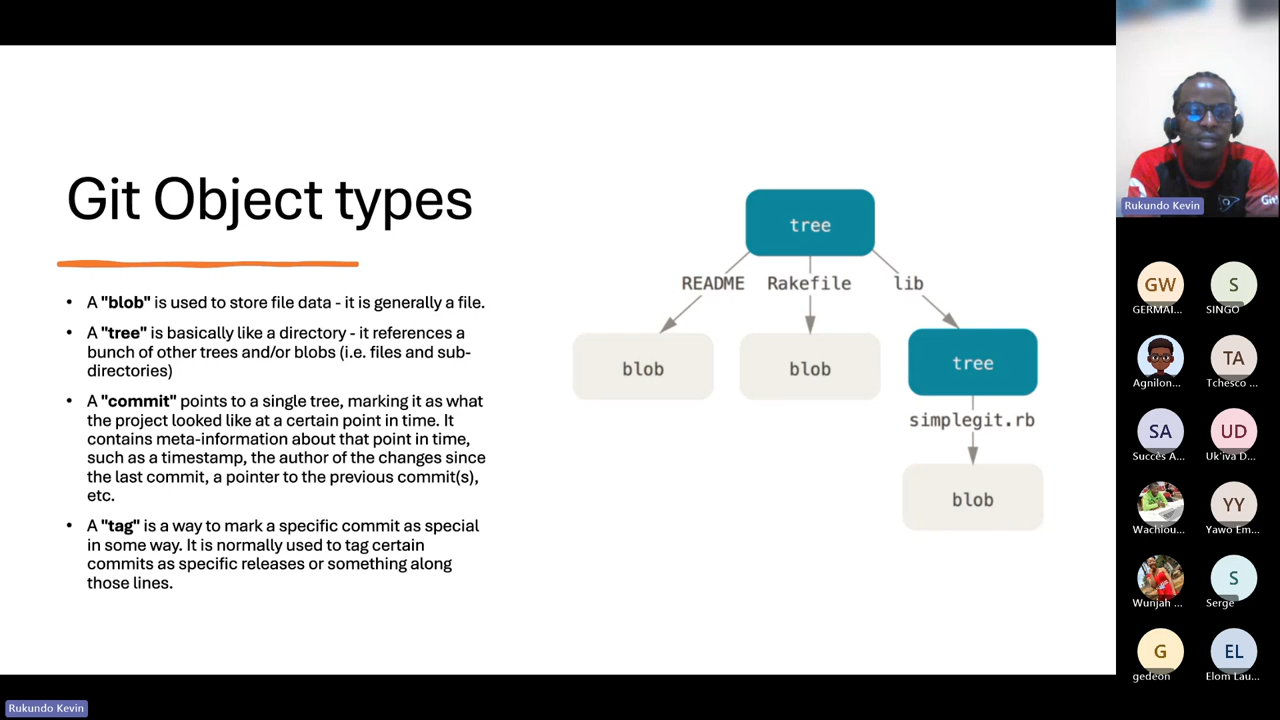 Git Object types
• A "blob" is used to store file data - it is generally a file.
• A "tree" is basically like a directory - it references a
bunch of other trees and/or blobs (i.e. files and sub-
directories)
• A "commit" points to a single tree, marking it as what
the project looked like at a certain point in time. It
contains meta-information about that point in time,
such as a timestamp, the author of the changes since
the last commit, a pointer to the previous commit(s),
etc.
• A "tag" is a way to mark a specific commit as special
in some way. It is normally used to tag certain
commits as specific releases or something along
those lines.
tree
README Rakefile lib
blob blob tree
simplegit.rb
blob
Git
Rukundo Kevin
GW S
GERMAI... SINGO
TA
Agnilon... Tchesco ...
SA UD
Succès A... Uk'iva D...
YY
Wachiou... Yawo Em...
S
Wunjah ... Serge
G EL
gedeon Elom Lau...
Rukundo Kevin